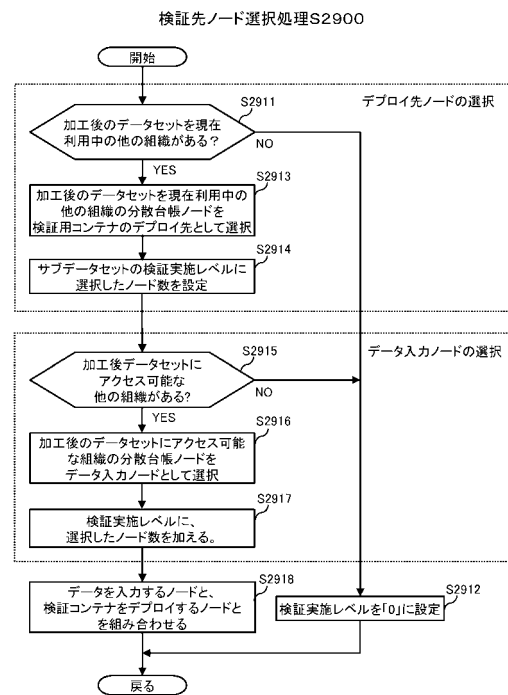 検証先ノード選択処理S2900
開始
デプロイ先ノードの選択
S2911
加工後のデータセットを現在
利用中の他の組織がある？
NO
YES
S2913
加工後のデータセットを現在利用中の
他の組織の分散台帳ノードを
検証用コンテナのデプロイ先として選択
S2914
サブデータセットの検証実施レベルに
選択したノード数を設定
データ入力ノードの選択
S2915
加工後データセットに
アクセス可能な
他の組織がある?
NO
YES
S2916
加工後のデータセットにアクセス可能
な組織の分散台帳ノードを
データ入力ノードとして選択
S2917
検証実施レベルに、
選択したノード数を加える。
S2918
データを入力するノードと、
検証コンテナをデプロイするノードと
を組み合わせる
S2912
検証実施レベルを「0」に設定
戻る